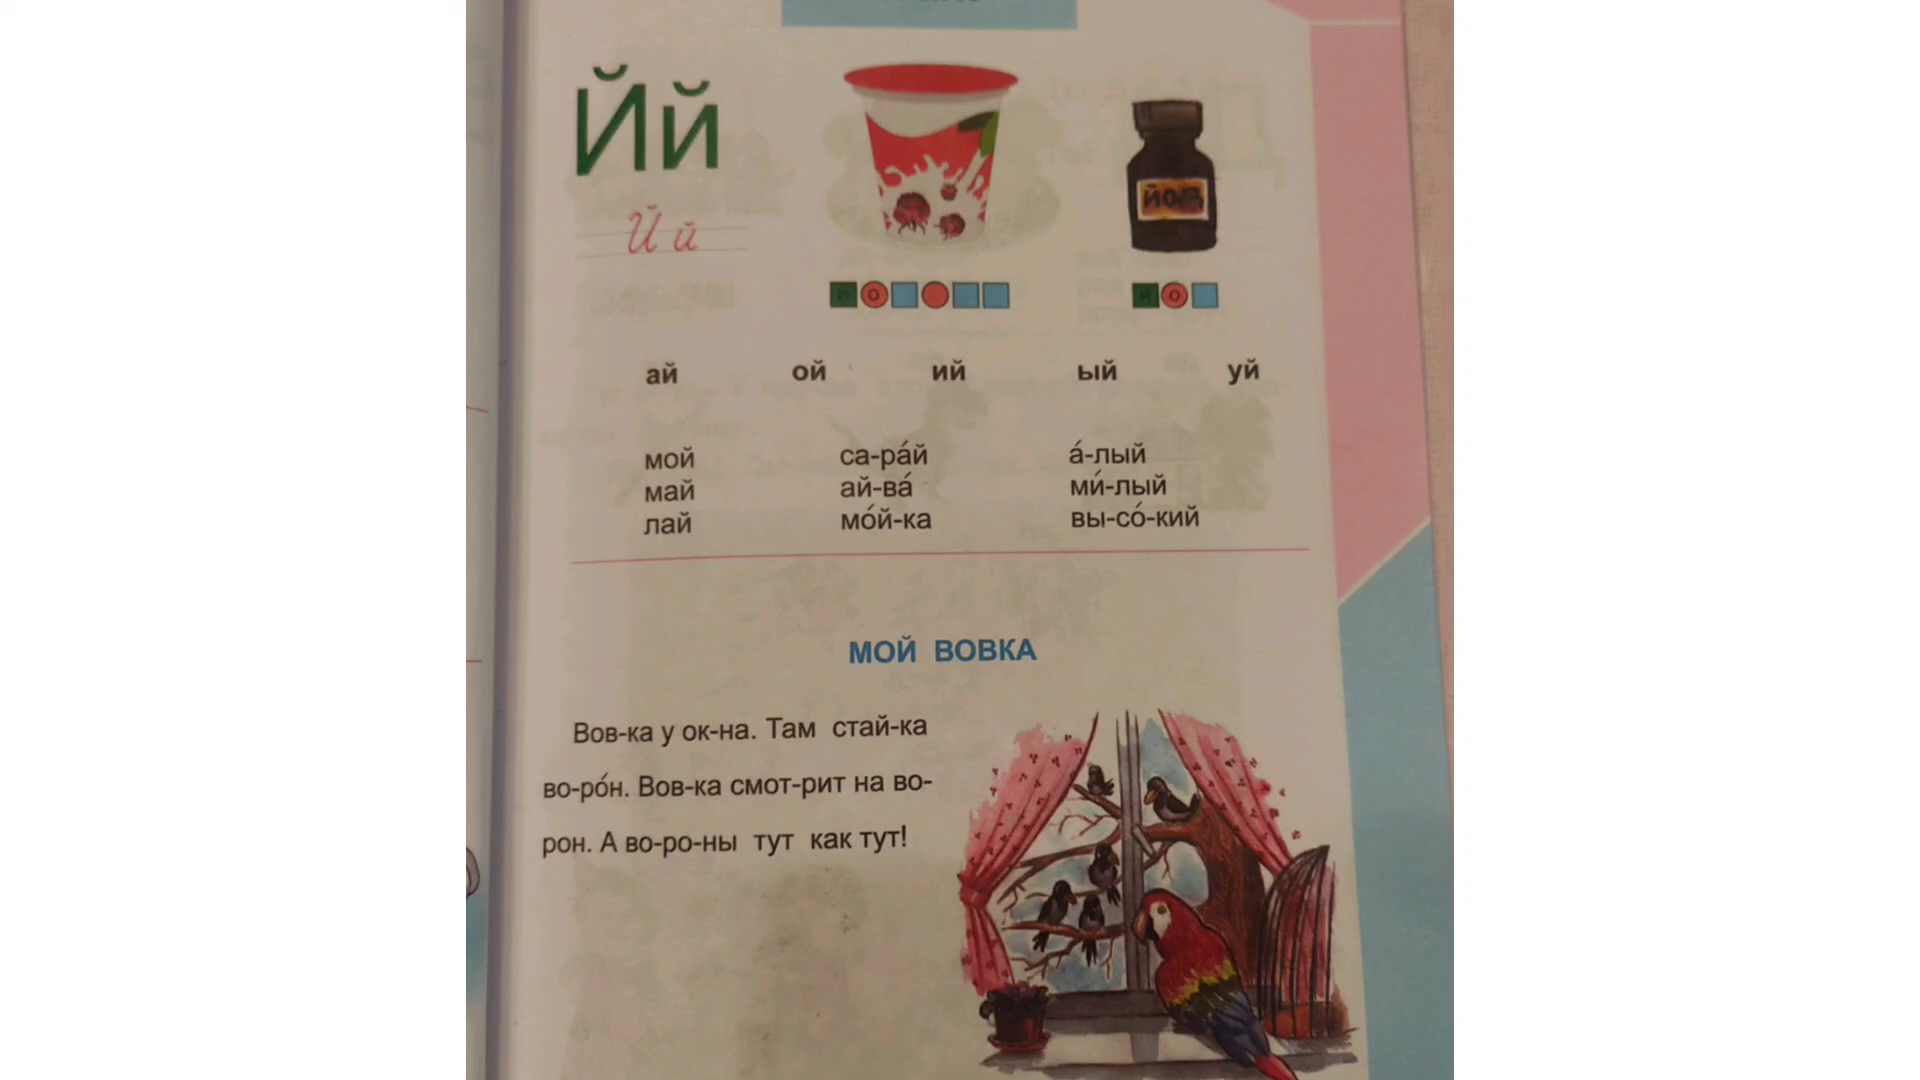 Йй
йод
Й й
й о
й о
ай ой ий ый уй
мой са-ра́й а́-лый
май ай-ва́ ми́-лый
лай мо́й-ка вы-со́-кий
МОЙ ВОВКА
Вов-ка у ок-на. Там стай-ка
во-ро́н. Вов-ка смот-рит на во-
рон. А во-ро-ны тут как тут!